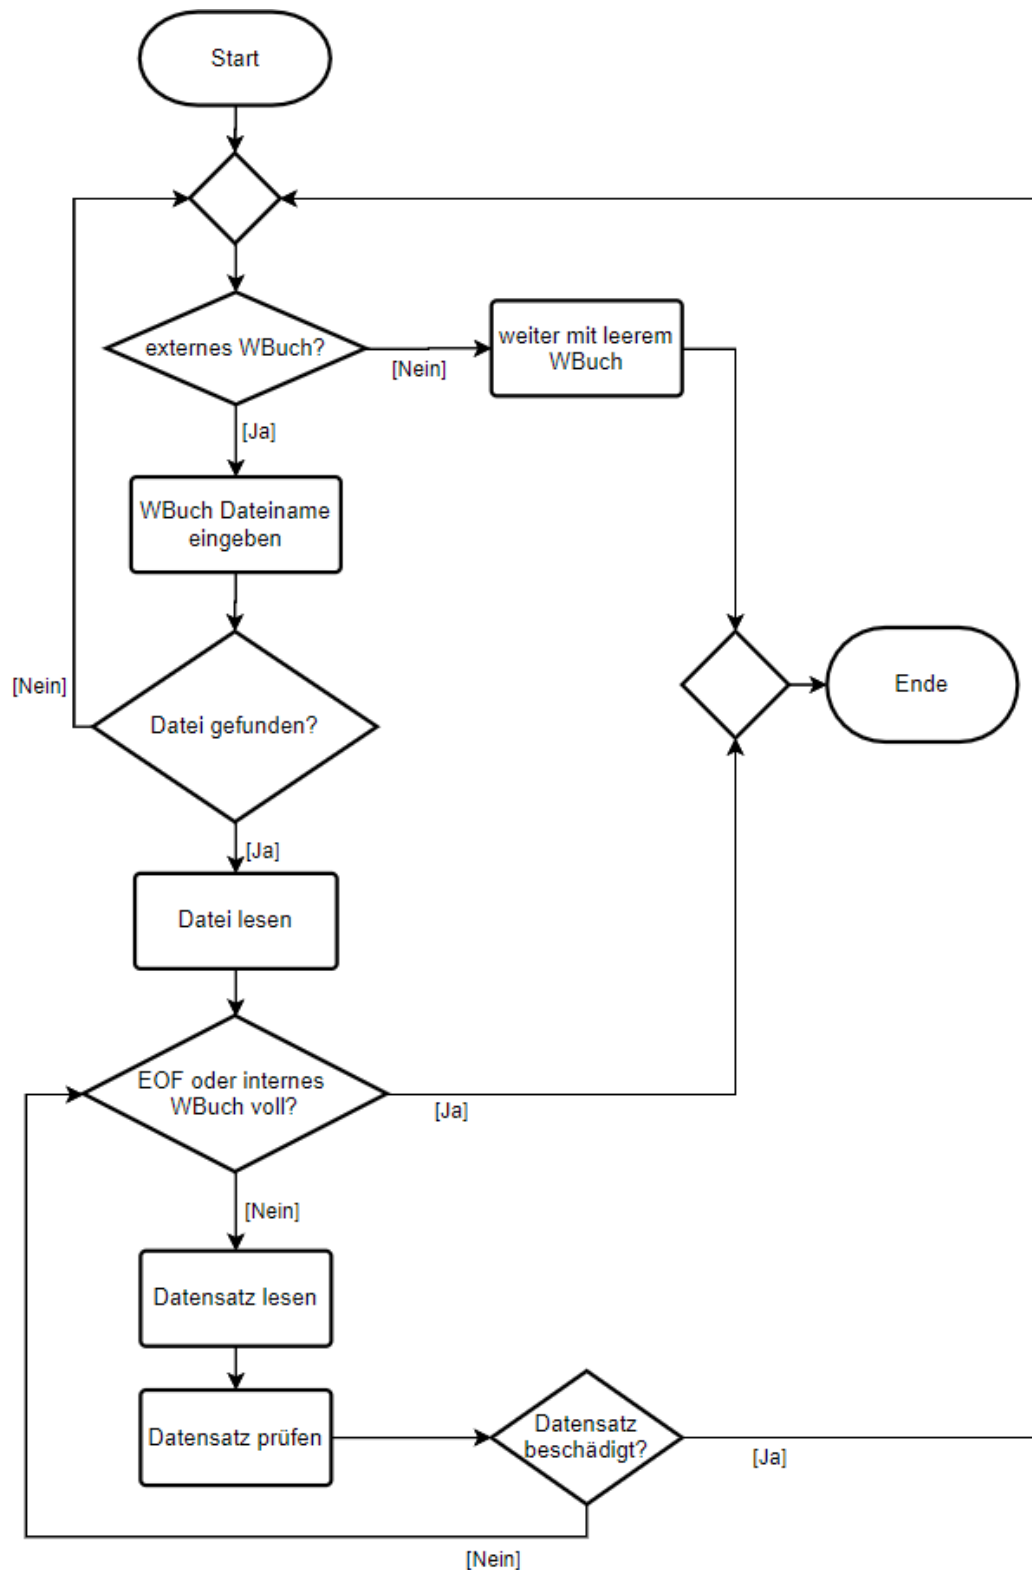 Start
externes WBuch?
[Nein]
weiter mit leerem
WBuch
[Ja]
WBuch Dateiname
eingeben
[Nein]
Datei gefunden?
Ende
[Ja]
Datei lesen
EOF oder internes
WBuch voll?
[Ja]
[Nein]
Datensatz lesen
Datensatz prüfen
Datensatz
beschädigt?
[Ja]
[Nein]